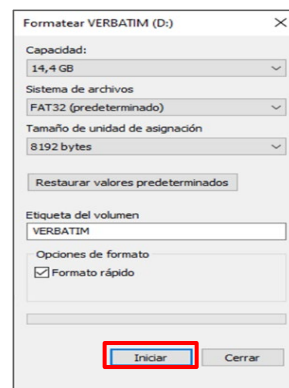 Formatear VERBATIM (D:)
Capacidad:
14,4 GB
Sistema de archivos
FAT32 (predeterminado)
Tamaño de unidad de asignación
8192 bytes
Restaurar valores predeterminados
Etiqueta del volumen
VERBATIM
Opciones de formato
Formato rápido
Iniciar Cerrar